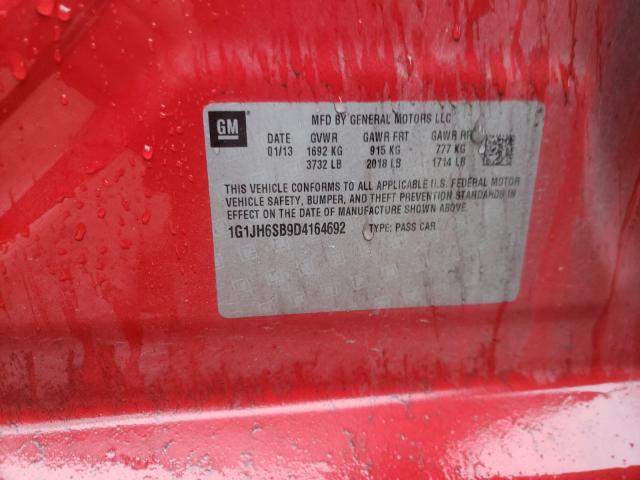 GM
MFD BY GENERAL MOTORS LLC
DATE GVWR GAWR FRT GAWR RR
01/13 1692 KG 915 KG 777 KG
3732 LB 2018 LB 1714 LB
THIS VEHICLE CONFORMS TO ALL APPLICABLE U.S. FEDERAL MOTOR
VEHICLE SAFETY, BUMPER, AND THEFT PREVENTION STANDARDS IN
EFFECT ON THE DATE OF MANUFACTURE SHOWN ABOVE.
1G1JH6SB9D4164692 TYPE: PASS CAR